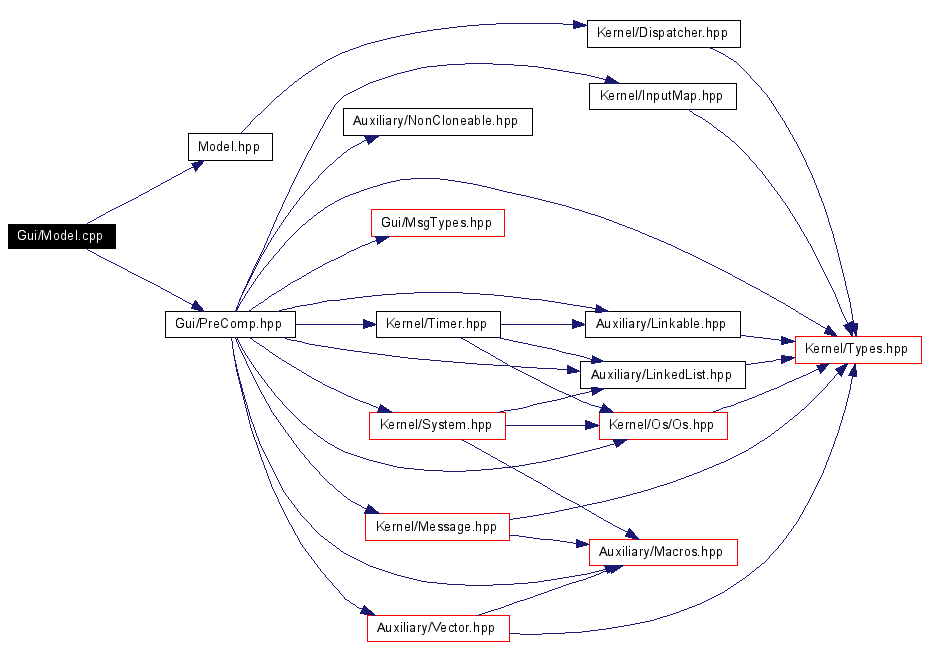 Kernel/Dispatcher.hpp
Kernel/InputMap.hpp
Auxiliary/NonCloneable.hpp
Model.hpp
Gui/MsgTypes.hpp
Gui/Model.cpp
Gui/PreComp.hpp
Kernel/Timer.hpp
Auxiliary/Linkable.hpp
Kernel/Types.hpp
Auxiliary/LinkedList.hpp
Kernel/System.hpp
Kernel/Os/Os.hpp
Kernel/Message.hpp
Auxiliary/Macros.hpp
Auxiliary/Vector.hpp